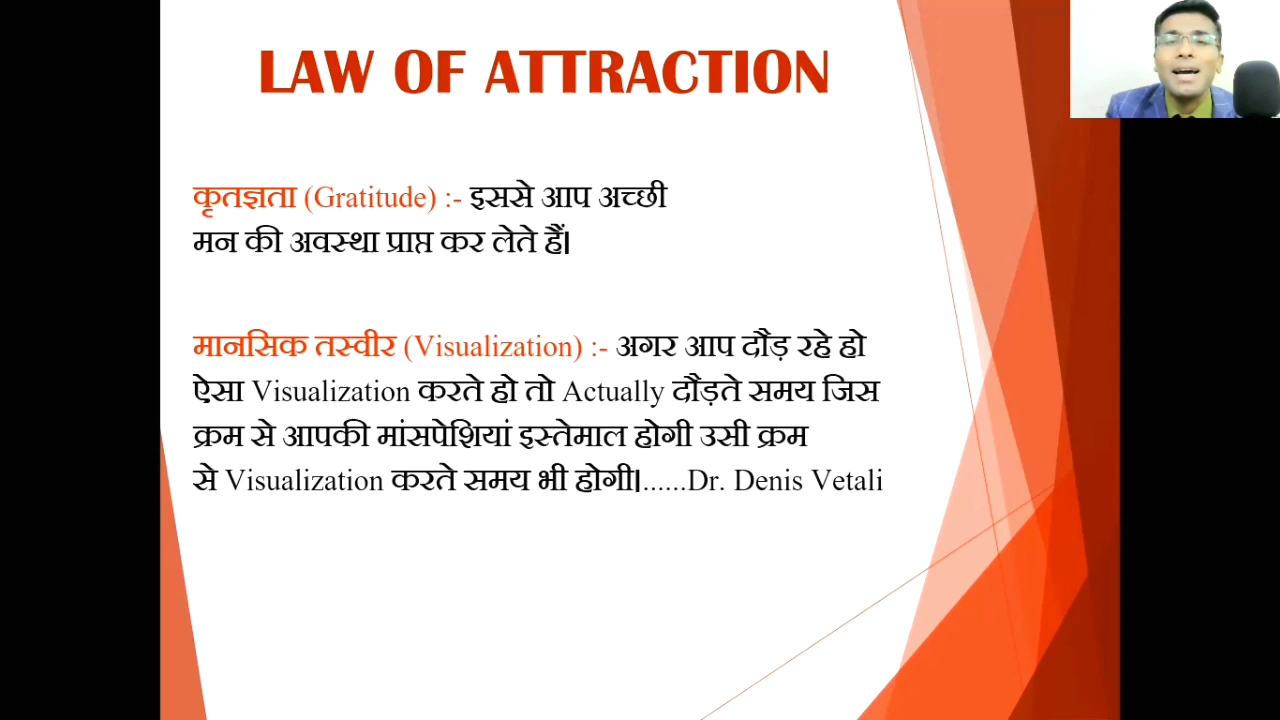 LAW OF ATTRACTION
कृतज्ञता (Gratitude) :- इससे आप अच्छी
मन की अवस्था प्राप्त कर लेते हैं।
मानसिक तस्वीर (Visualization) :- अगर आप दौड़ रहे हो
ऐसा Visualization करते हो तो Actually दौड़ते समय जिस
क्रम से आपकी मांसपेशियां इस्तेमाल होगी उसी क्रम
से Visualization करते समय भी होगी।......Dr. Denis Vetali